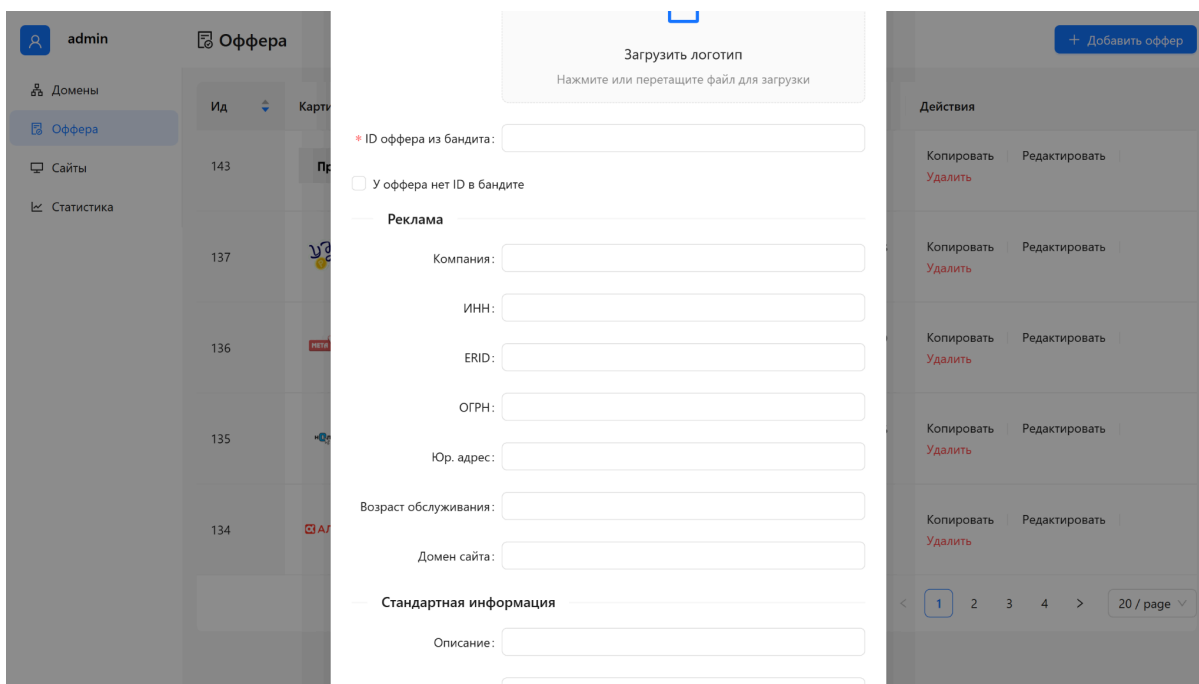 admin
Домены
Оффера
Сайты
Статистика
Оффера
+ Добавить оффер
Ид
Действия
143
Копировать Редактировать
Удалить
137
Копировать Редактировать
Удалить
136
Копировать Редактировать
Удалить
135
Копировать Редактировать
Удалить
134
Копировать Редактировать
Удалить
< 1 2 3 4 > 20 / page
Загрузить логотип
Нажмите или перетащите файл для загрузки
* ID оффера из бандита:
У оффера нет ID в бандите
Реклама
Компания:
ИНН:
ERID:
ОГРН:
Юр. адрес:
Возраст обслуживания:
Домен сайта:
Стандартная информация
Описание: